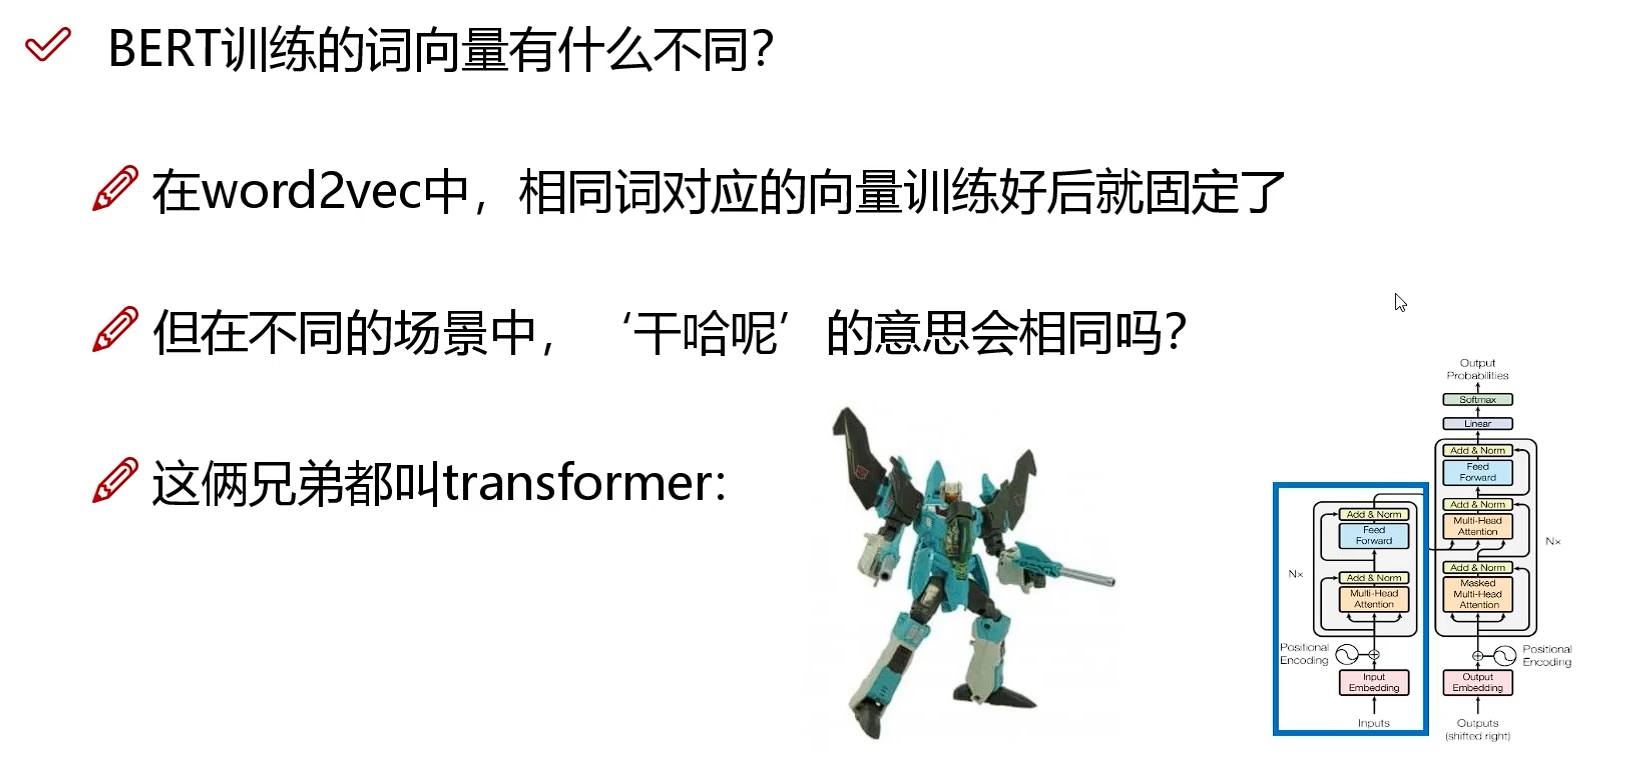 BERT训练的词向量有什么不同？
在word2vec中，相同词对应的向量训练好后就固定了
但在不同的场景中，‘干哈呢’的意思会相同吗？
这俩兄弟都叫transformer：
Output
Probabilities
Softmax
Linear
Add & Norm
Feed
Forward
Add & Norm
Multi-Head
Attention
Add & Norm
Masked
Multi-Head
Attention
Nx
Positional
Encoding
Output
Embedding
Outputs
(shifted right)
Add & Norm
Feed
Forward
Add & Norm
Multi-Head
Attention
Nx
Positional
Encoding
Input
Embedding
Inputs